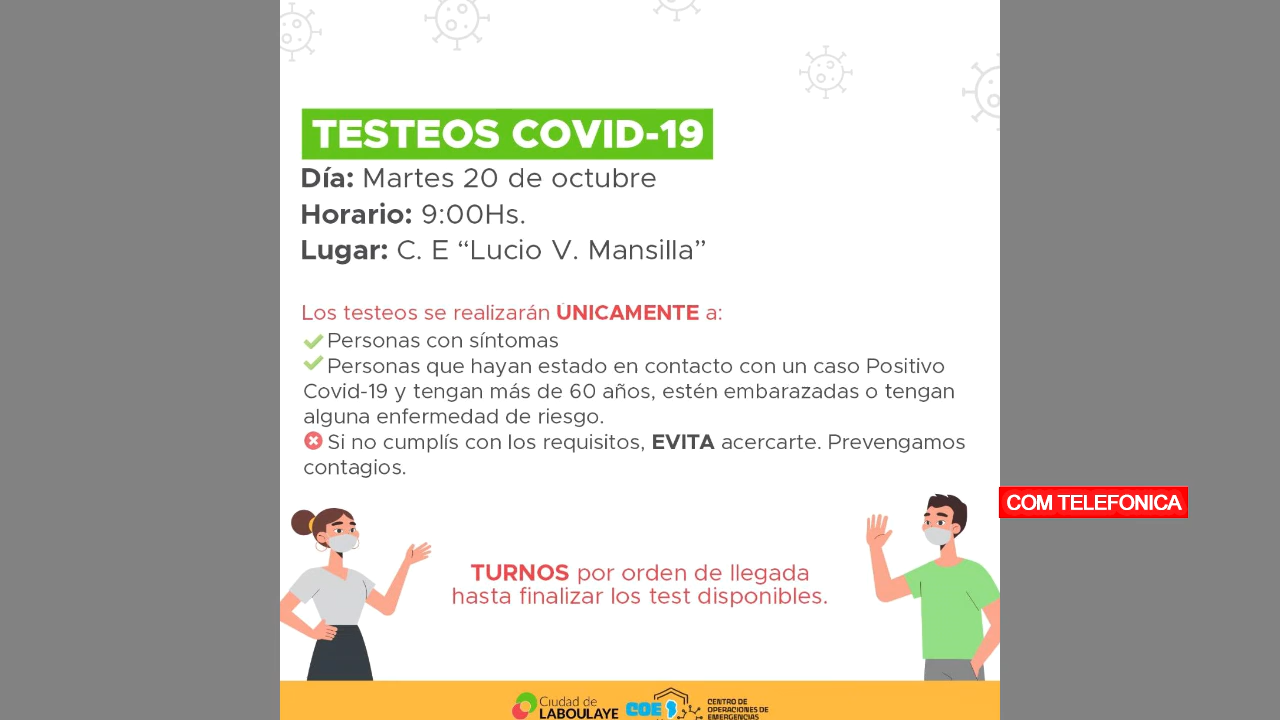 TESTEOS COVID-19
Día: Martes 20 de octubre
Horario: 9:00Hs.
Lugar: C. E “Lucio V. Mansilla”
Los testeos se realizarán ÚNICAMENTE a:
Personas con síntomas
Personas que hayan estado en contacto con un caso Positivo
Covid-19 y tengan más de 60 años, estén embarazadas o tengan
alguna enfermedad de riesgo.
Si no cumplís con los requisitos, EVITA acercarte. Prevengamos
contagios.
COM TELEFONICA
TURNOS por orden de llegada
hasta finalizar los test disponibles.
Ciudad de
LABOULAYE
COE
CENTRO DE
OPERACIONES DE
EMERGENCIAS